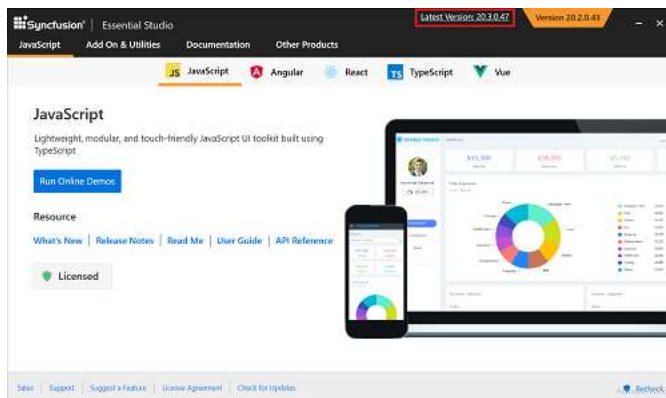 Syncfusion | Essential Studio
Latest Version: 20.3.0.47
Version 20.2.0.43
JavaScript Add On & Utilities Documentation Other Products
JS JavaScript Angular React TS TypeScript Vue
JavaScript
Lightweight, modular, and touch-friendly JavaScript UI toolkit built using
TypeScript
Run Online Demos
Resource
What's New | Release Notes | Read Me | User Guide | API Reference
Licensed
Sales | Support | Suggest a Feature | License Agreement | Check for Updates
Recheck